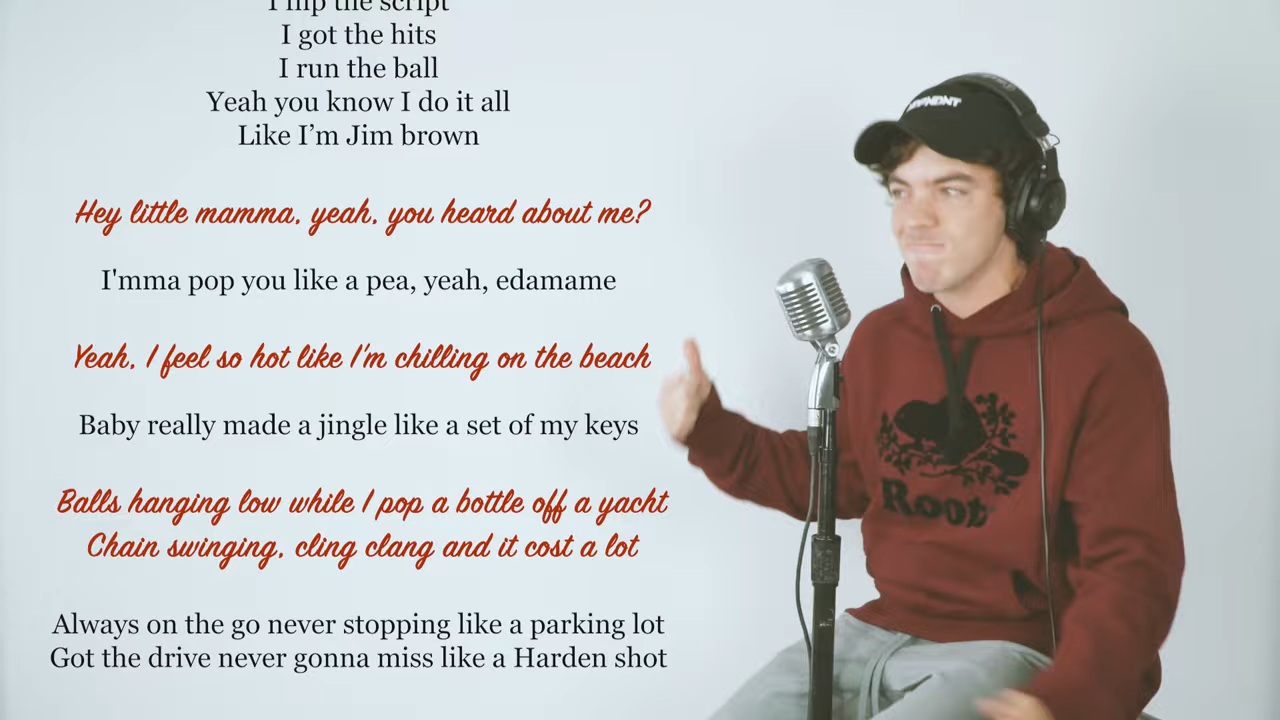 I flip the script
I got the hits
I run the ball
Yeah you know I do it all
Like I’m Jim brown
Hey little mamma, yeah, you heard about me?
I'mma pop you like a pea, yeah, edamame
Yeah, I feel so hot like I'm chilling on the beach
Baby really made a jingle like a set of my keys
Balls hanging low while I pop a bottle off a yacht
Chain swinging, cling clang and it cost a lot
Always on the go never stopping like a parking lot
Got the drive never gonna miss like a Harden shot
Root